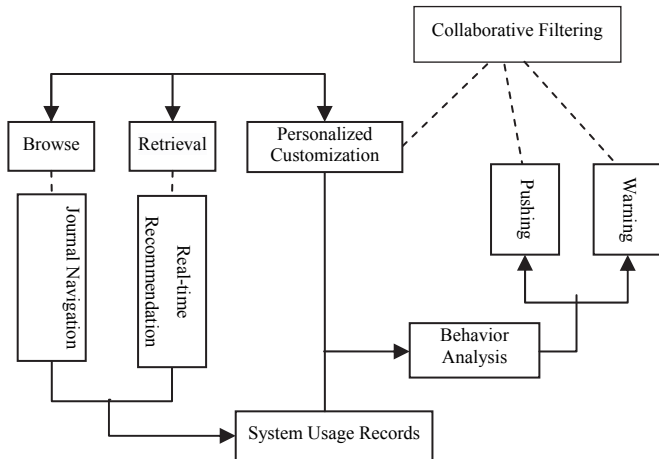 Collaborative Filtering
Browse
Retrieval
Personalized
Customization
Journal Navigation
Real-time
Recommendation
Pushing
Warning
Behavior
Analysis
System Usage Records